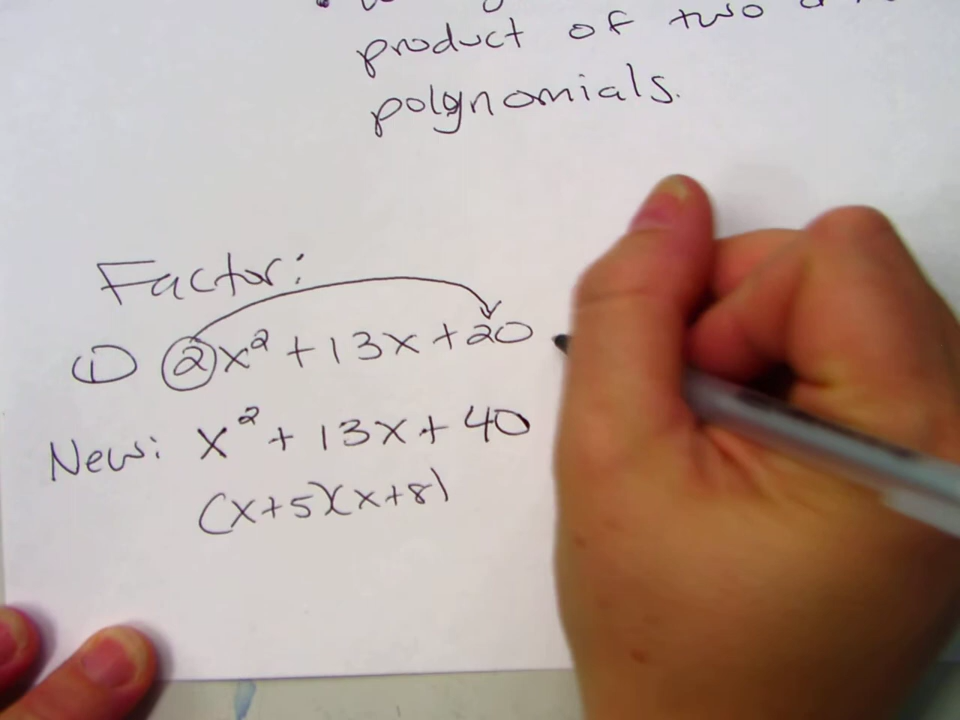 product of two
polynomials.
Factor:
① 2x² + 13x + 20
New: x² + 13x + 40
(x+5)(x+8)